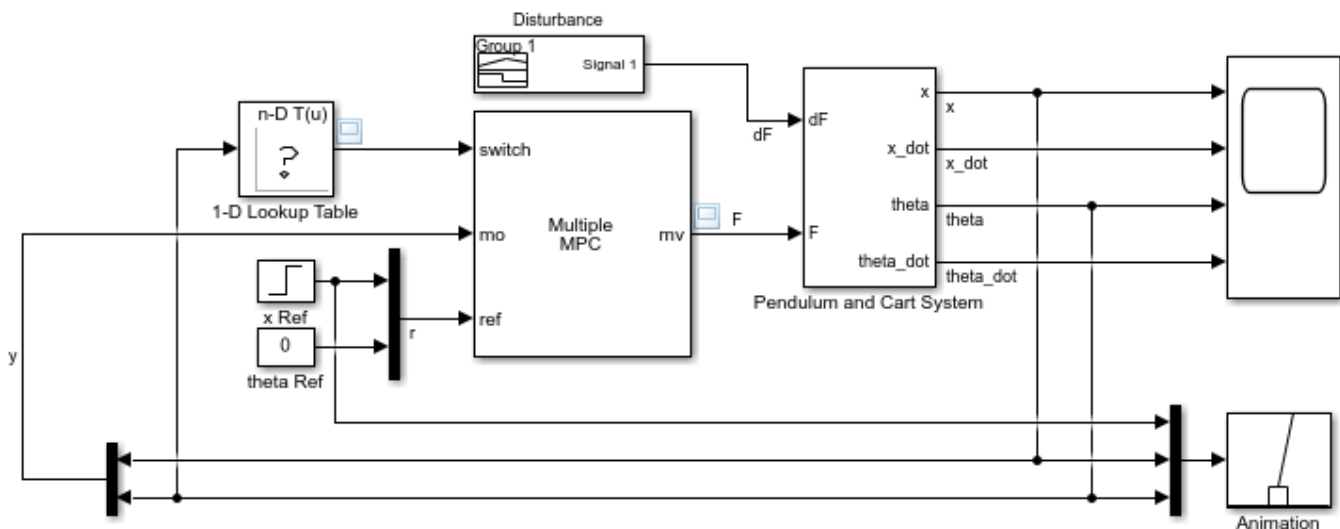 Disturbance
Group 1
Signal 1
n-D T(u)
?
1-D Lookup Table
switch
mo
ref
Multiple
MPC
mv
F
dF
dF
F
x
x_dot
theta
theta_dot
x
x_dot
theta
theta_dot
Pendulum and Cart System
x Ref
0
theta Ref
r
y
Animation